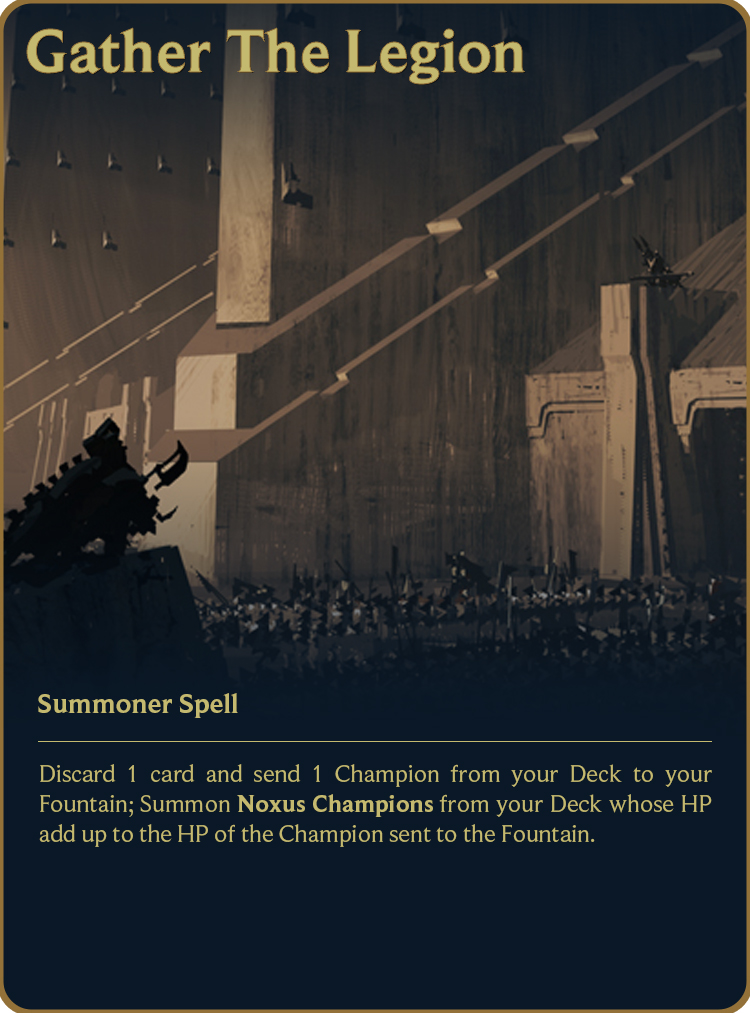 Gather The Legion
Summoner Spell
Discard 1 card and send 1 Champion from your Deck to your
Fountain; Summon Noxus Champions from your Deck whose HP
add up to the HP of the Champion sent to the Fountain.